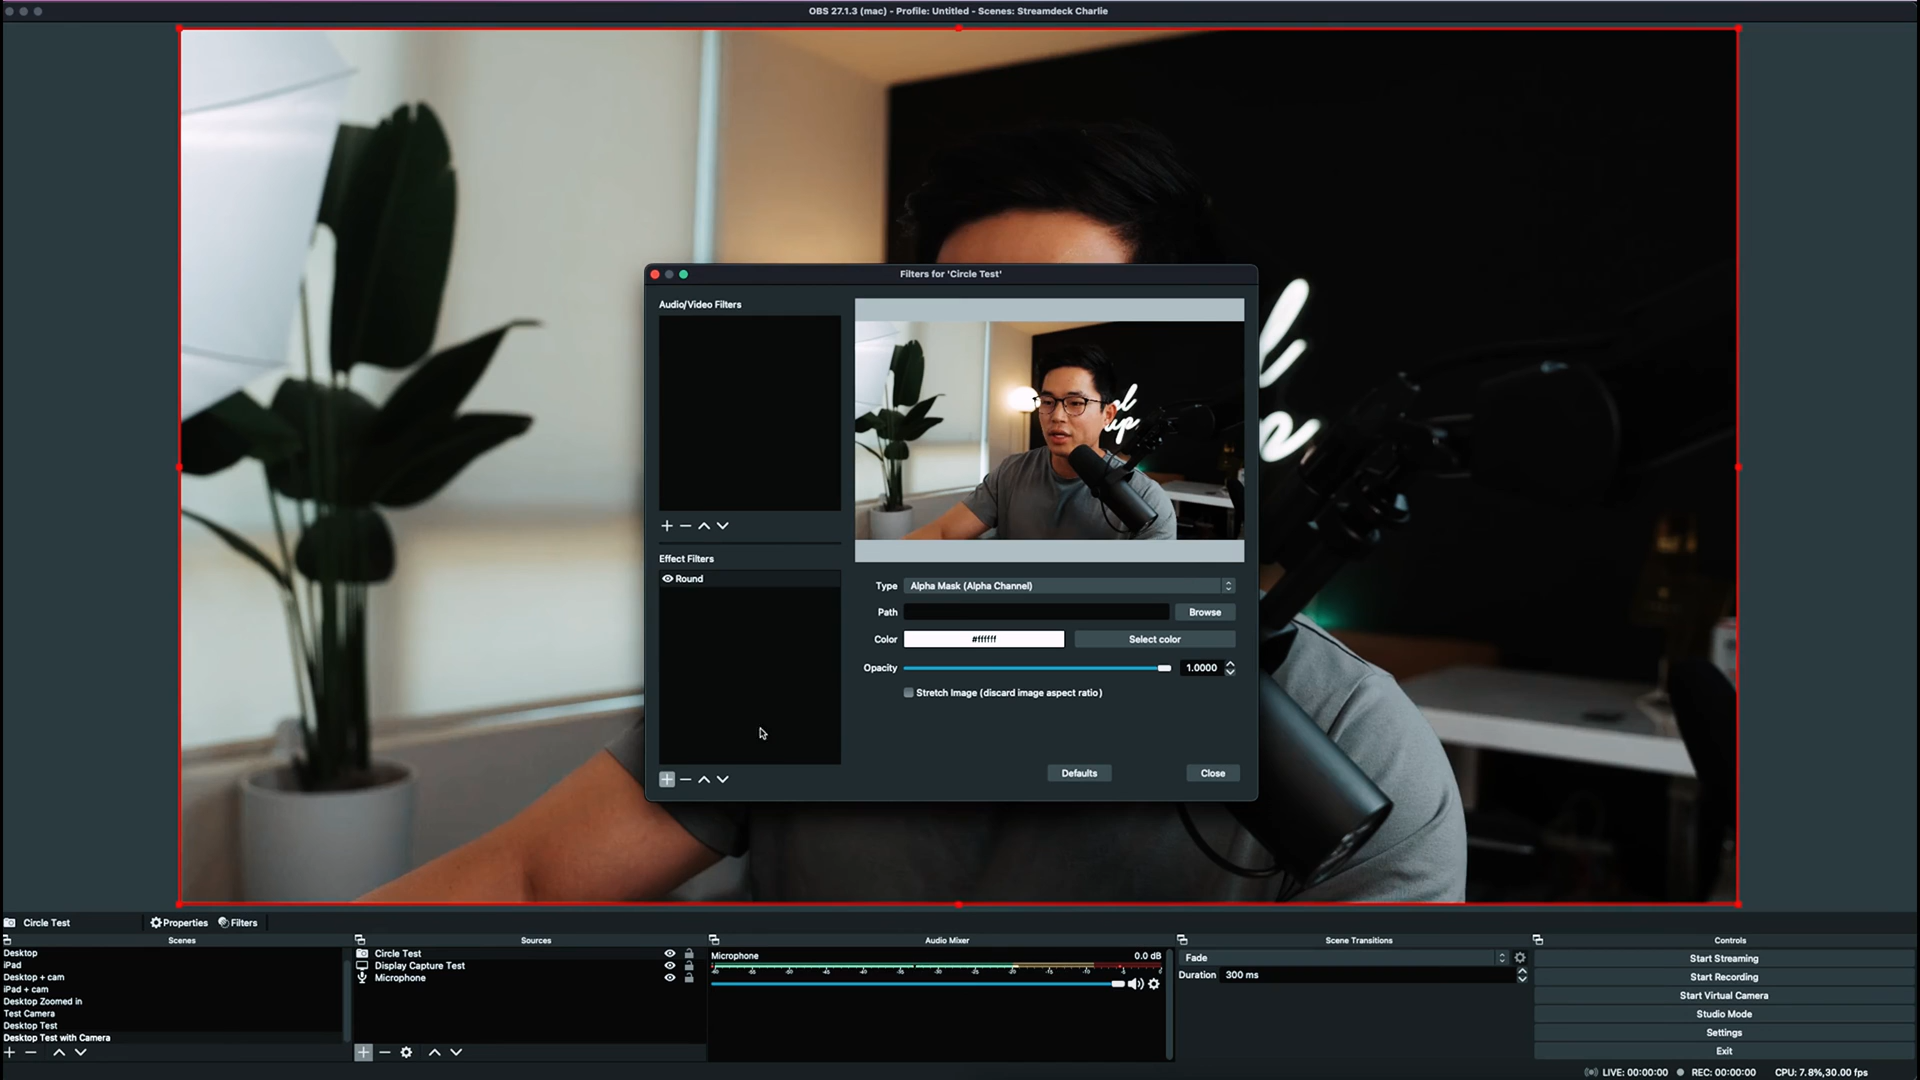 OBS 27.1.3 (mac) - Profile: Untitled - Scenes: Streamdeck Charlie
Filters for 'Circle Test'
Audio/Video Filters
Effect Filters
Round
Type Alpha Mask (Alpha Channel)
Path Browse
Color #ffffff Select color
Opacity 1.0000
Stretch Image (discard image aspect ratio)
Defaults Close
up
Circle Test Properties Filters
Scenes
Desktop
iPad
Desktop + cam
iPad + cam
Desktop Zoomed in
Test Camera
Desktop Test
Desktop Test with Camera
Sources
Circle Test
Display Capture Test
Microphone
Audio Mixer
Microphone 0.0 dB
Scene Transitions
Fade
Duration 300 ms
Controls
Start Streaming
Start Recording
Start Virtual Camera
Studio Mode
Settings
Exit
LIVE: 00:00:00 REC: 00:00:00 CPU: 7.8%,30.00 fps